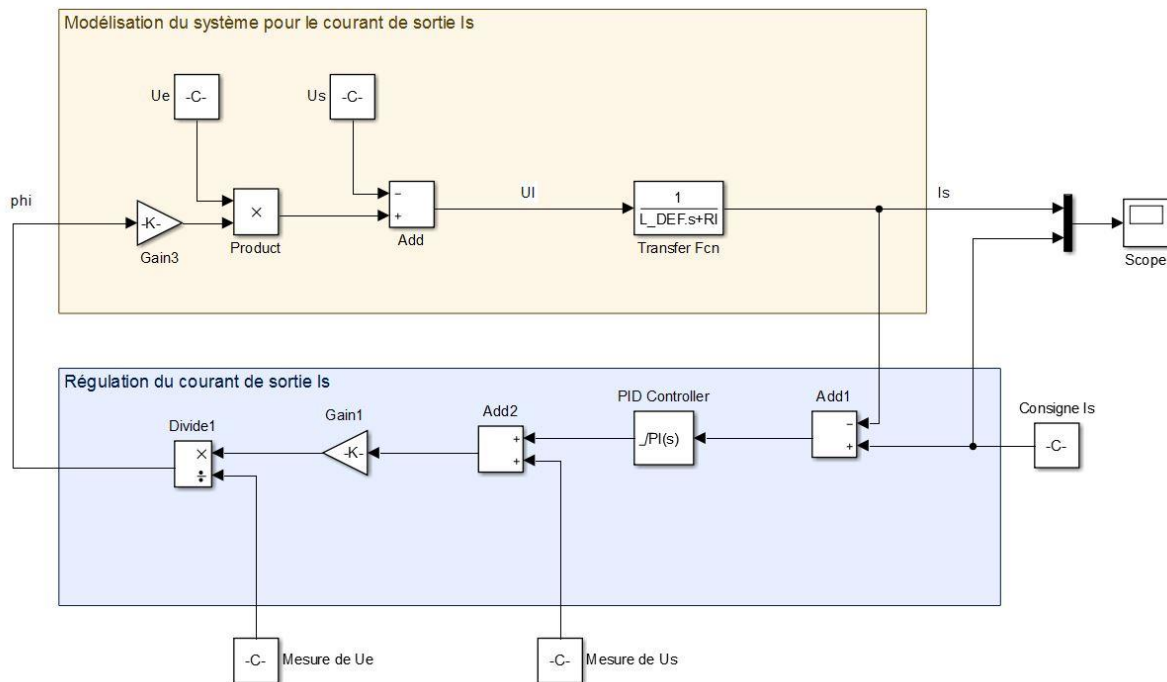 Modélisation du système pour le courant de sortie Is
Ue
-C-
Us
-C-
phi
-K-
Gain3
×
Product
−
+
Add
Ul
1
L_DEF.s+Rl
Transfer Fcn
Is
Scope
Régulation du courant de sortie Is
Divide1
×
÷
Gain1
-K-
Add2
+
+
PID Controller
PI(s)
Add1
−
+
Consigne Is
-C-
-C-
Mesure de Ue
-C-
Mesure de Us